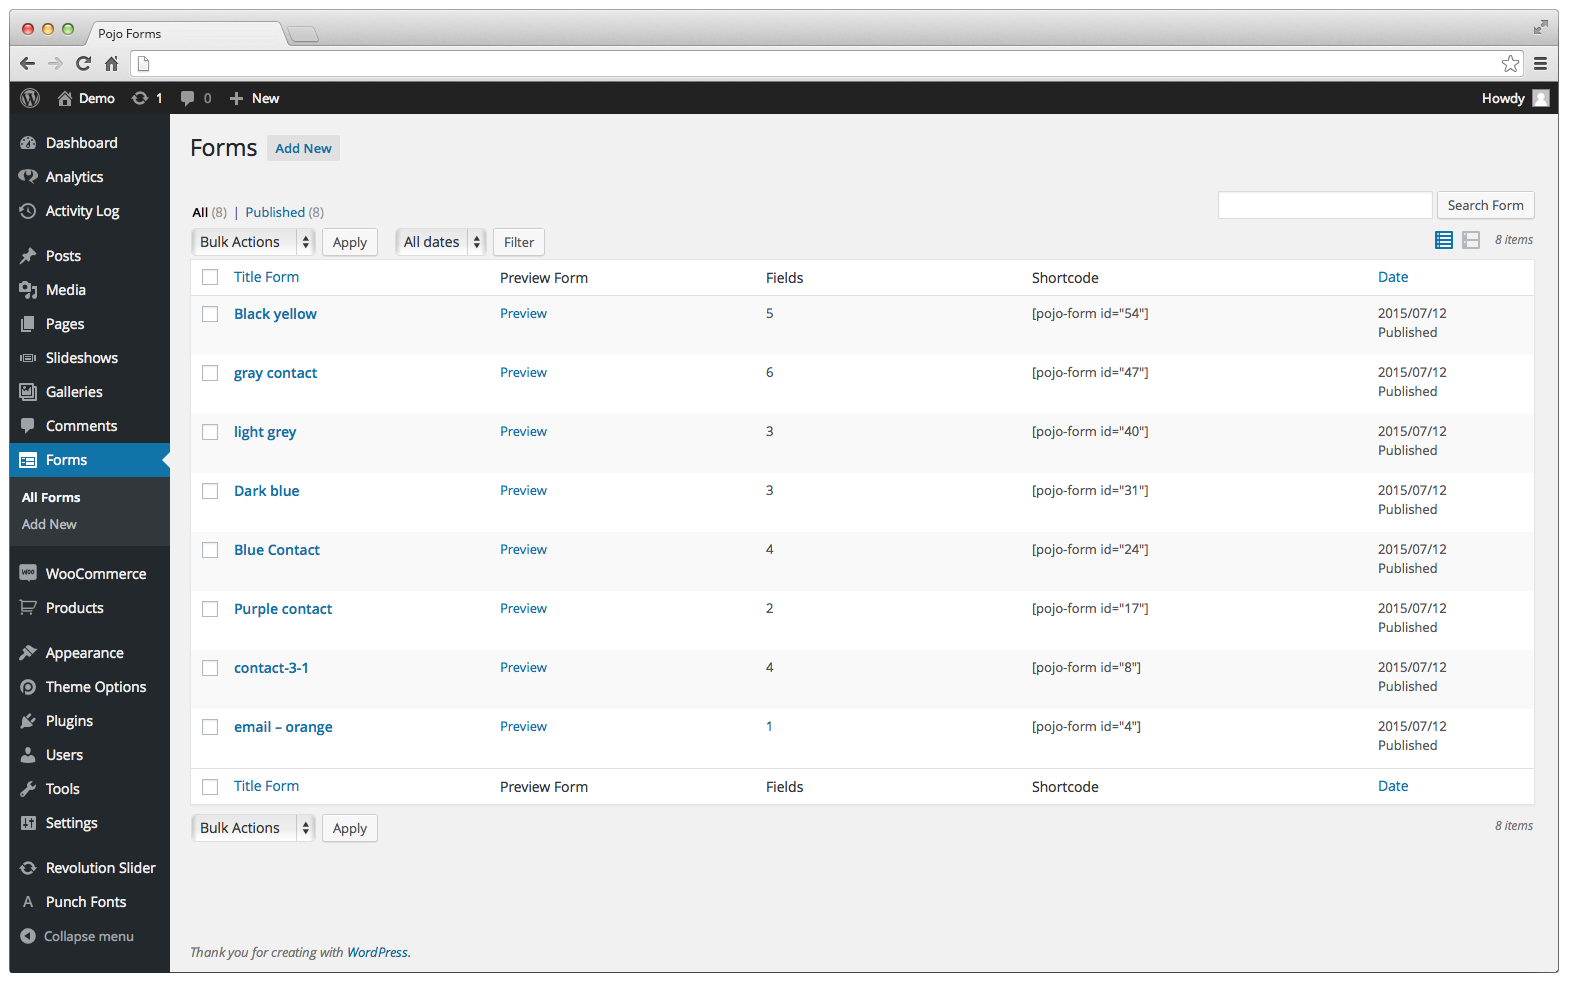 Pojo Forms
Demo 1 0 New Howdy
Dashboard
Analytics
Activity Log
Posts
Media
Pages
Slideshows
Galleries
Comments
Forms
All Forms
Add New
WooCommerce
Products
Appearance
Theme Options
Plugins
Users
Tools
Settings
Revolution Slider
Punch Fonts
Collapse menu
Forms Add New
All (8) | Published (8)
Search Form
Bulk Actions Apply All dates Filter
8 items
Title Form Preview Form Fields Shortcode Date
Black yellow Preview 5 [pojo-form id="54"] 2015/07/12
Published
gray contact Preview 6 [pojo-form id="47"] 2015/07/12
Published
light grey Preview 3 [pojo-form id="40"] 2015/07/12
Published
Dark blue Preview 3 [pojo-form id="31"] 2015/07/12
Published
Blue Contact Preview 4 [pojo-form id="24"] 2015/07/12
Published
Purple contact Preview 2 [pojo-form id="17"] 2015/07/12
Published
contact-3-1 Preview 4 [pojo-form id="8"] 2015/07/12
Published
email – orange Preview 1 [pojo-form id="4"] 2015/07/12
Published
Title Form Preview Form Fields Shortcode Date
Bulk Actions Apply
8 items
Thank you for creating with WordPress.